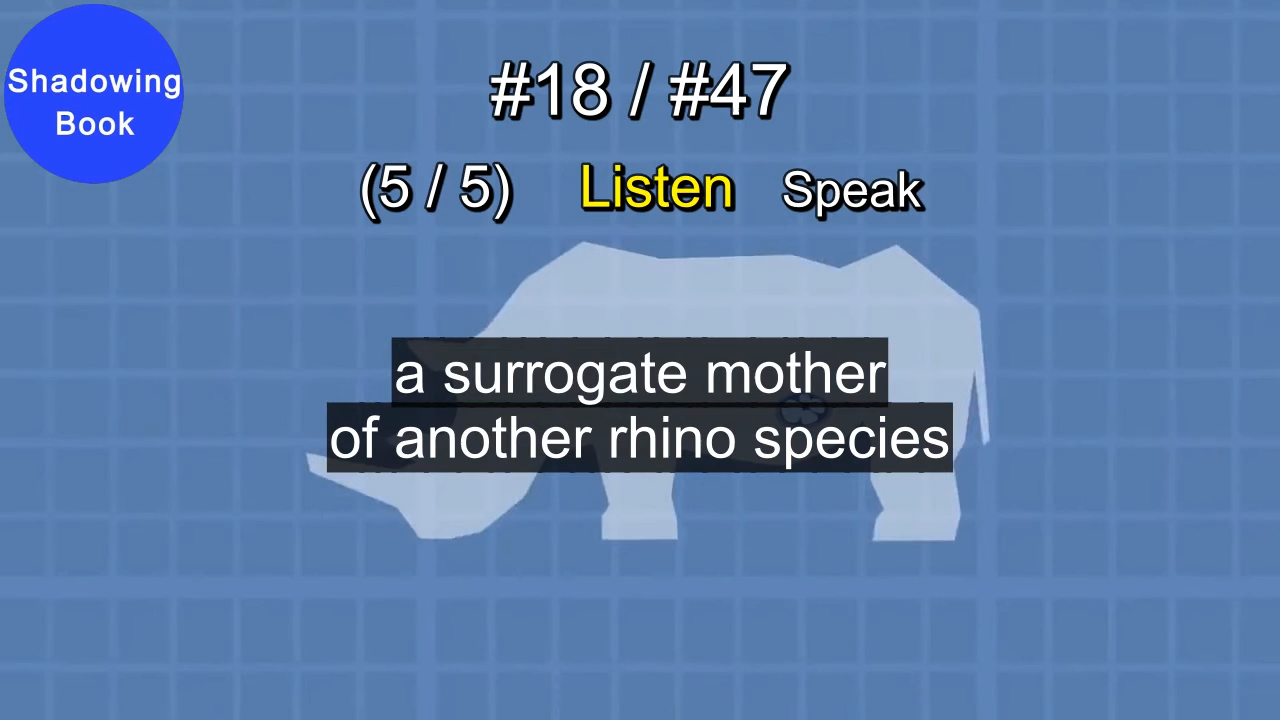 Shadowing
Book
#18 / #47
(5 / 5) Listen Speak
a surrogate mother
of another rhino species